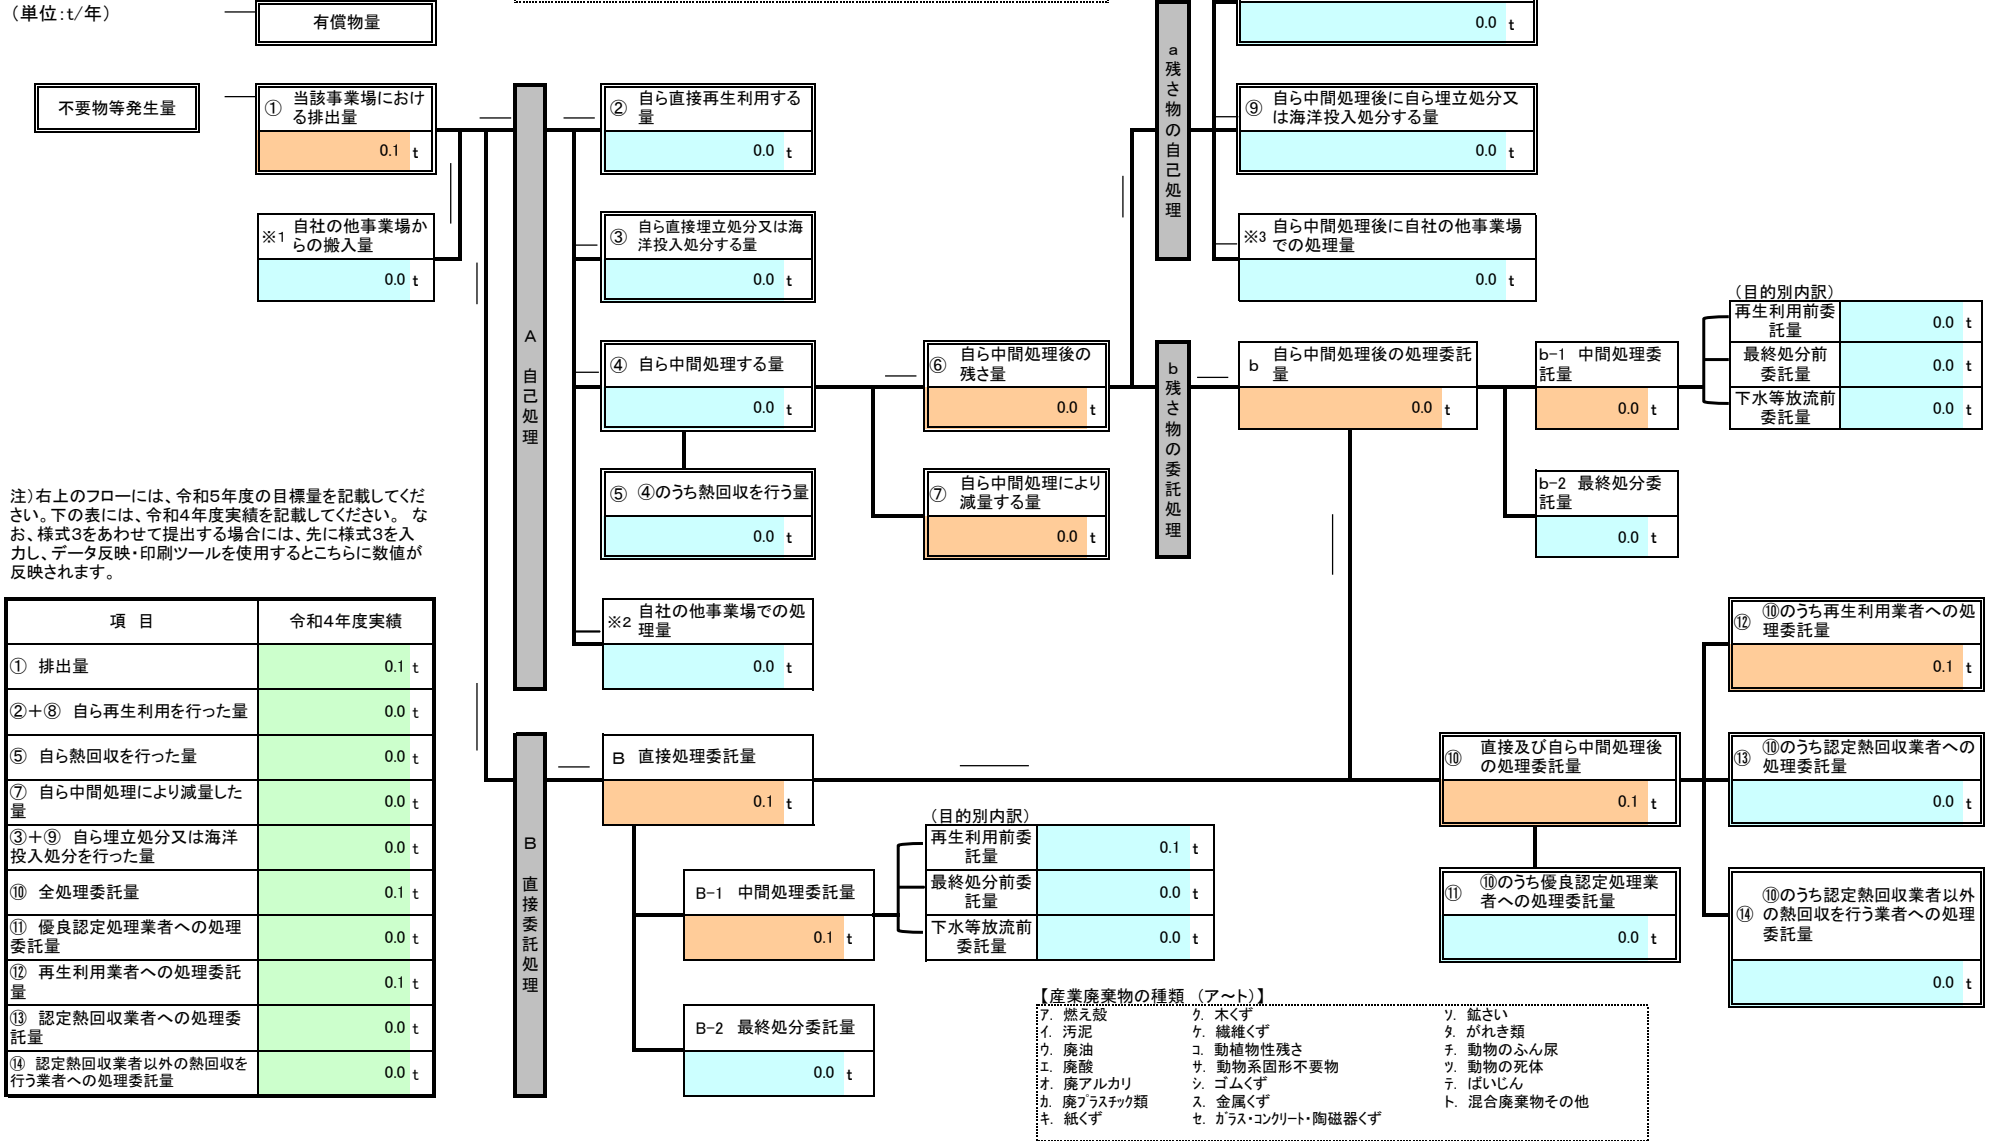 （単位:t/年）
有償物量
0.0 t
不要物等発生量
① 当該事業場におけ
る排出量
0.1 t
※1 自社の他事業場か
らの搬入量
0.0 t
A 自己処理
② 自ら直接再生利用する
量
0.0 t
③ 自ら直接埋立処分又は海
洋投入処分する量
0.0 t
④ 自ら中間処理する量
0.0 t
⑤ ④のうち熱回収を行う量
0.0 t
※2 自社の他事業場での処
理量
0.0 t
⑥ 自ら中間処理後の
残さ量
0.0 t
⑦ 自ら中間処理により
減量する量
0.0 t
a残さ物の自己処理
⑨ 自ら中間処理後に自ら埋立処分又
は海洋投入処分する量
0.0 t
※3 自ら中間処理後に自社の他事業場
での処理量
0.0 t
b残さ物の委託処理
b 自ら中間処理後の処理委託
量
0.0 t
b-1 中間処理委
託量
0.0 t
b-2 最終処分委
託量
0.0 t
（目的別内訳）
再生利用前委
託量
0.0 t
最終処分前
委託量
0.0 t
下水等放流前
委託量
0.0 t
注）右上のフローには、令和５年度の目標量を記載してくだ
さい。下の表には、令和４年度実績を記載してください。 な
お、様式３をあわせて提出する場合には、先に様式３を入
力し、データ反映・印刷ツールを使用するとこちらに数値が
反映されます。
項 目 令和４年度実績
① 排出量 0.1 t
②＋⑧ 自ら再生利用を行った量 0.0 t
⑤ 自ら熱回収を行った量 0.0 t
⑦ 自ら中間処理により減量した
量 0.0 t
③＋⑨ 自ら埋立処分又は海洋
投入処分を行った量 0.0 t
⑩ 全処理委託量 0.1 t
⑪ 優良認定処理業者への処理
委託量 0.0 t
⑫ 再生利用業者への処理委託
量 0.1 t
⑬ 認定熱回収業者への処理委
託量 0.0 t
⑭ 認定熱回収業者以外の熱回収を
行う業者への処理委託量 0.0 t
B 直接委託処理
B 直接処理委託量
0.1 t
B-1 中間処理委託量
0.1 t
B-2 最終処分委託量
0.0 t
（目的別内訳）
再生利用前委
託量
0.1 t
最終処分前委
託量
0.0 t
下水等放流前
委託量
0.0 t
⑩ 直接及び自ら中間処理後
の処理委託量
0.1 t
⑪ ⑩のうち優良認定処理業
者への処理委託量
0.0 t
⑫ ⑩のうち再生利用業者への処
理委託量
0.1 t
⑬ ⑩のうち認定熱回収業者への
処理委託量
0.0 t
⑭ ⑩のうち認定熱回収業者以外
の熱回収を行う業者への処理
委託量
0.0 t
【産業廃棄物の種類 （ア～ト）】
ア. 燃え殻 ク. 木くず ソ. 鉱さい
イ. 汚泥 ケ. 繊維くず タ. がれき類
ウ. 廃油 コ. 動植物性残さ チ. 動物のふん尿
エ. 廃酸 サ. 動物系固形不要物 ツ. 動物の死体
オ. 廃アルカリ シ. ゴムくず テ. ばいじん
カ. 廃プラスチック類 ス. 金属くず ト. 混合廃棄物その他
キ. 紙くず セ. ガラス・コンクリート・陶磁器くず